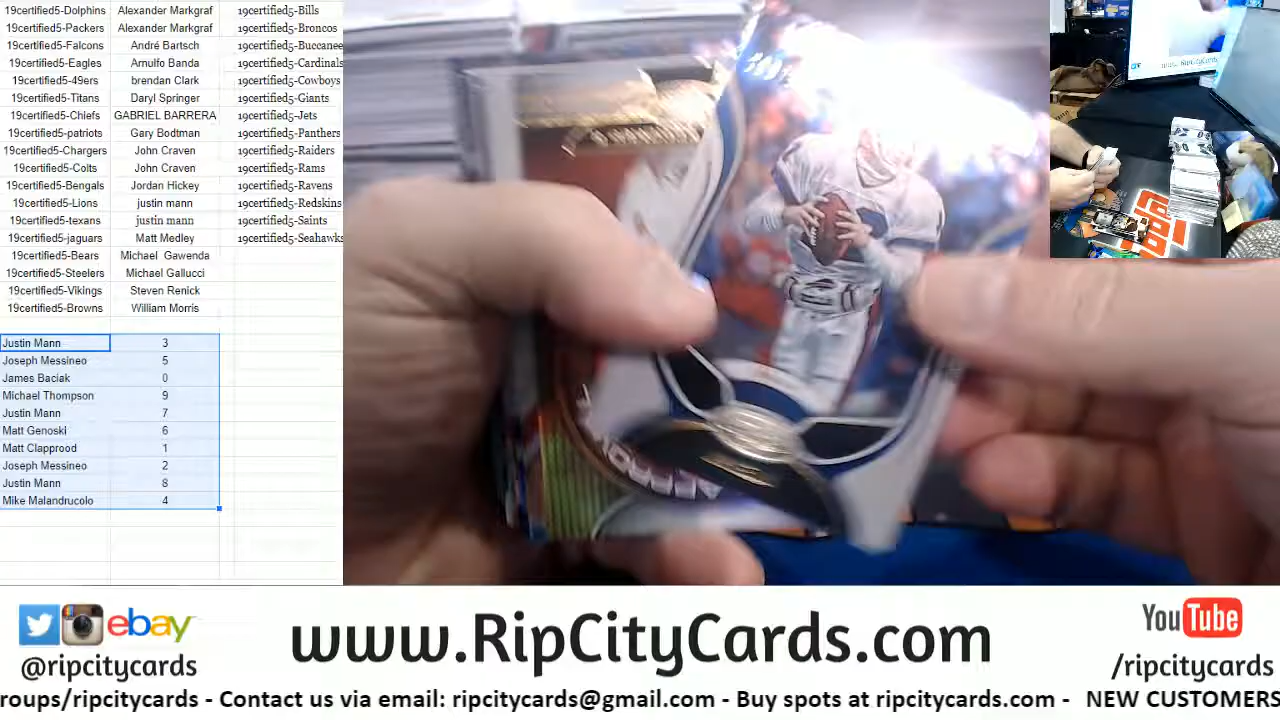 19certified5-Dolphins Alexander Markgraf 19certified5-Bills
19certified5-Packers Alexander Markgraf 19certified5-Broncos
19certified5-Falcons André Bartsch 19certified5-Buccanee
19certified5-Eagles Arnulfo Banda 19certified5-Cardinals
19certified5-49ers brendan Clark 19certified5-Cowboys
19certified5-Titans Daryl Springer 19certified5-Giants
19certified5-Chiefs GABRIEL BARRERA 19certified5-Jets
19certified5-patriots Gary Bodtman 19certified5-Panthers
19certified5-Chargers John Craven 19certified5-Raiders
19certified5-Colts John Craven 19certified5-Rams
19certified5-Bengals Jordan Hickey 19certified5-Ravens
19certified5-Lions justin mann 19certified5-Redskins
19certified5-texans justin mann 19certified5-Saints
19certified5-jaguars Matt Medley 19certified5-Seahawks
19certified5-Bears Michael Gawenda
19certified5-Steelers Michael Gallucci
19certified5-Vikings Steven Renick
19certified5-Browns William Morris
Justin Mann 3
Joseph Messineo 5
James Baciak 0
Michael Thompson 9
Justin Mann 7
Matt Genoski 6
Matt Clapprood 1
Joseph Messineo 2
Justin Mann 8
Mike Malandrucolo 4
ebay
@ripcitycards
www.RipCityCards.com
YouTube
/ripcitycards
roups/ripcitycards - Contact us via email: ripcitycards@gmail.com - Buy spots at ripcitycards.com - NEW CUSTOMERS